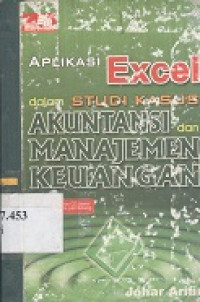 APLIKASI Excel
dalam STUDI KASUS
AKUNTANSI dan
MANAJEMEN
KEUANGAN
7.453
Johar Arifin